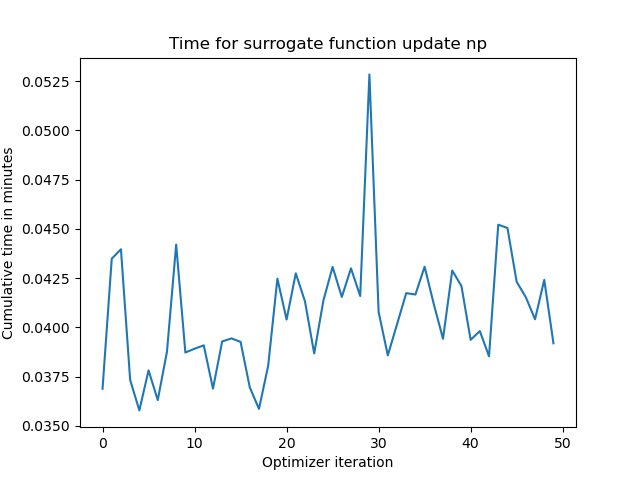 Time for surrogate function update np
Cumulative time in minutes
0.0525
0.0500
0.0475
0.0450
0.0425
0.0400
0.0375
0.0350
0 10 20 30 40 50
Optimizer iteration